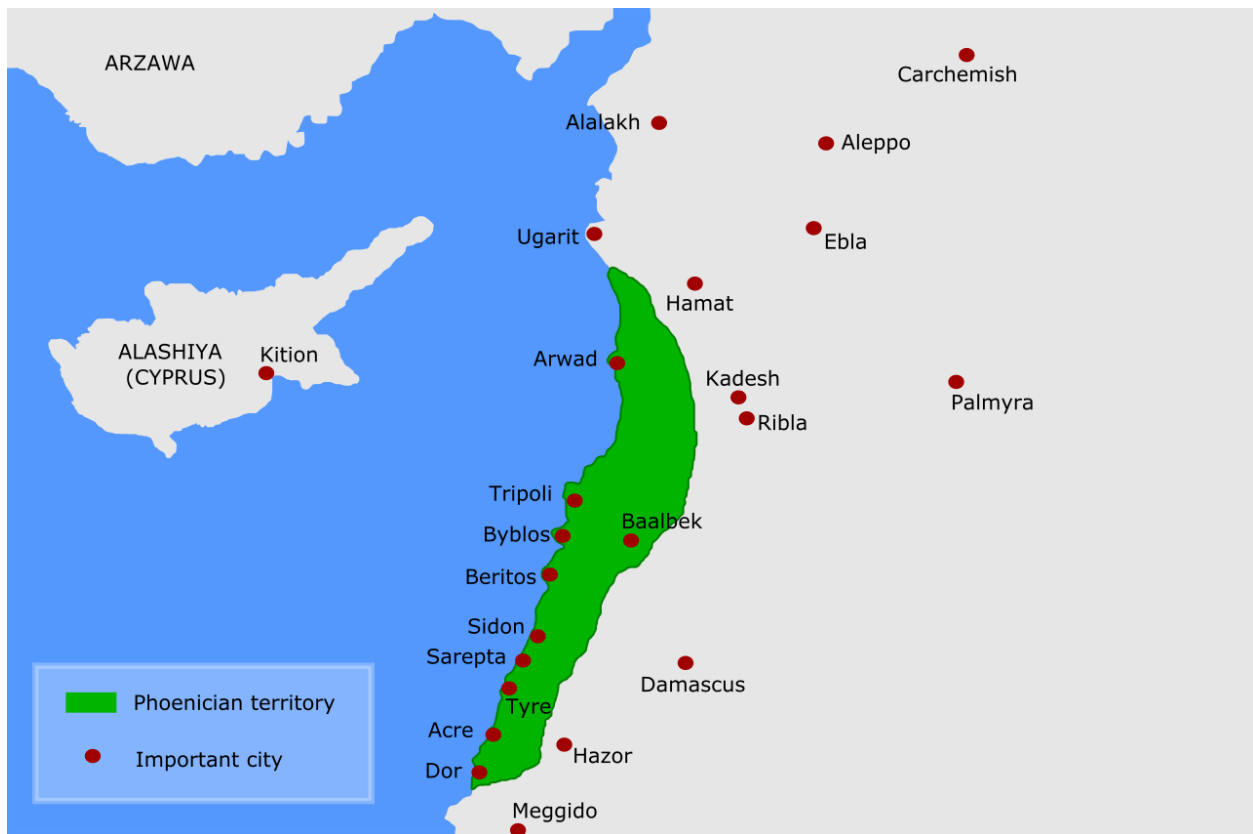 ARZAWA
Carchemish
Alalakh
Aleppo
Ugarit
Ebla
Hamat
ALASHIYA
(CYPRUS)
Kition
Arwad
Kadesh
Ribla
Palmyra
Tripoli
Byblos
Baalbek
Beritos
Sidon
Sarepta
Damascus
Tyre
Acre
Hazor
Dor
Meggido
Phoenician territory
Important city